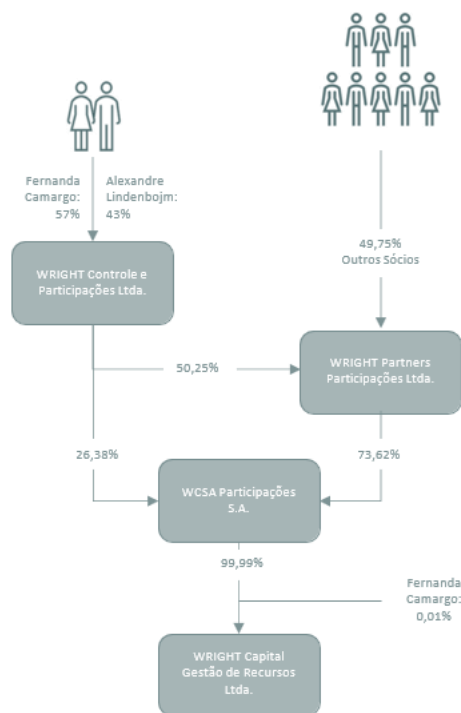 Fernanda
Camargo:
57%
Alexandre
Lindenbojm:
43%
49,75%
Outros Sócios
WRIGHT Controle e
Participações Ltda.
50,25%
WRIGHT Partners
Participações Ltda.
26,38%
73,62%
WCSA Participações
S.A.
99,99%
Fernanda
Camargo:
0,01%
WRIGHT Capital
Gestão de Recursos
Ltda.